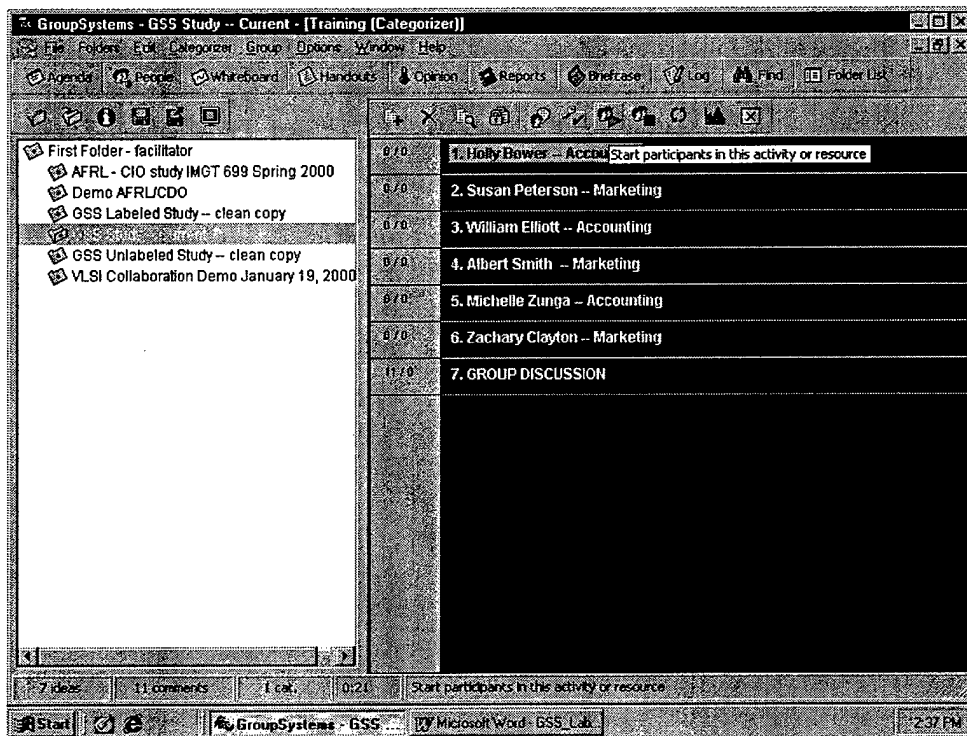 GroupSystems - GSS Study -- Current - [Training (Categorizer)]
File Folders Edit Categorizer Group Options Window Help
Agenda People Whiteboard Handouts Opinion Reports Briefcase Log Find Folder List
First Folder - facilitator
AFRL - CIO study IMGT 699 Spring 2000
Demo AFRL/CDO
GSS Labeled Study -- clean copy
GSS Unlabeled Study -- clean copy
VLSI Collaboration Demo January 19, 2000
0 / 0 1. Holly Bower -- Accou Start participants in this activity or resource
0 / 0 2. Susan Peterson -- Marketing
0 / 0 3. William Elliott -- Accounting
0 / 0 4. Albert Smith -- Marketing
0 / 0 5. Michelle Zunga -- Accounting
0 / 0 6. Zachary Clayton -- Marketing
11 / 0 7. GROUP DISCUSSION
7 ideas 11 comments 1 cat. 0:21 Start participants in this activity or resource
Start GroupSystems - GSS ... Microsoft Word - GSS_Lab... 2:37 PM